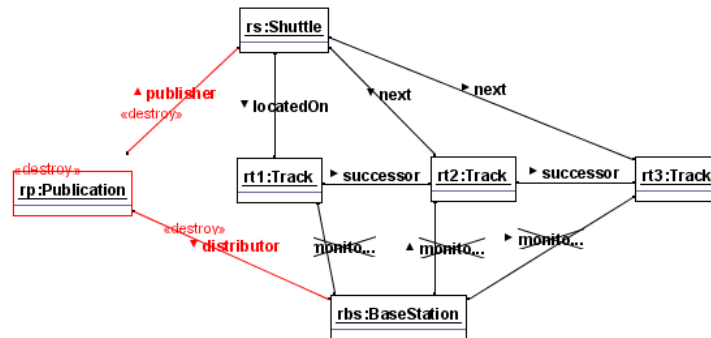 rs:Shuttle
publisher
«destroy»
locatedOn
next
next
«destroy»
rp:Publication
rt1:Track
successor
rt2:Track
successor
rt3:Track
«destroy»
distributor
monito...
monito...
monito...
rbs:BaseStation